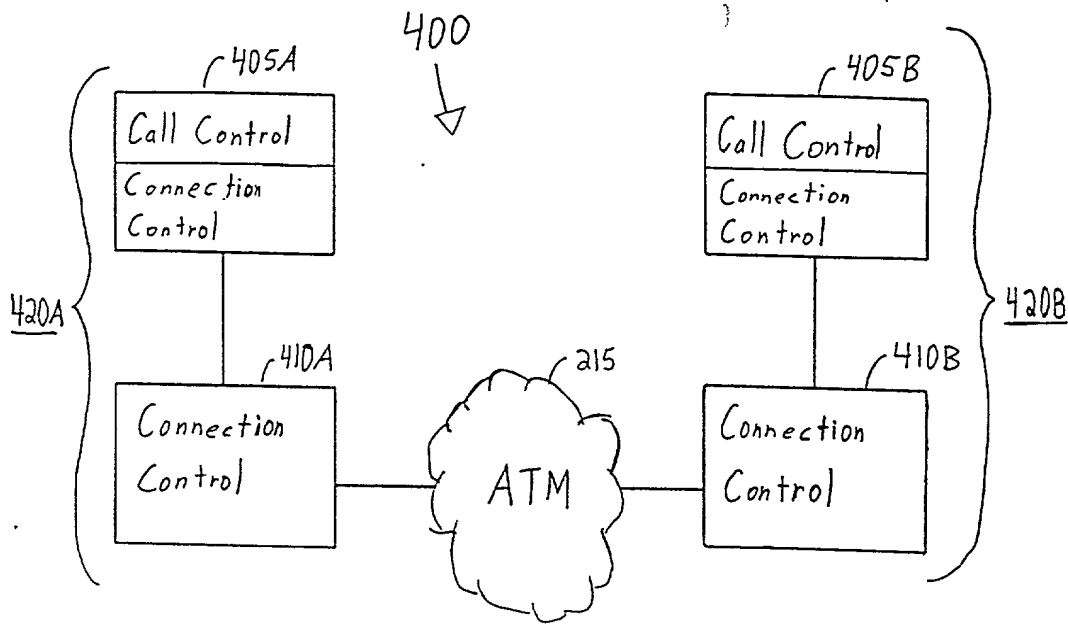 400
405A
405B
Call Control
Connection
Control
Call Control
Connection
Control
420A
420B
410A
215
410B
Connection
Control
ATM
Connection
Control